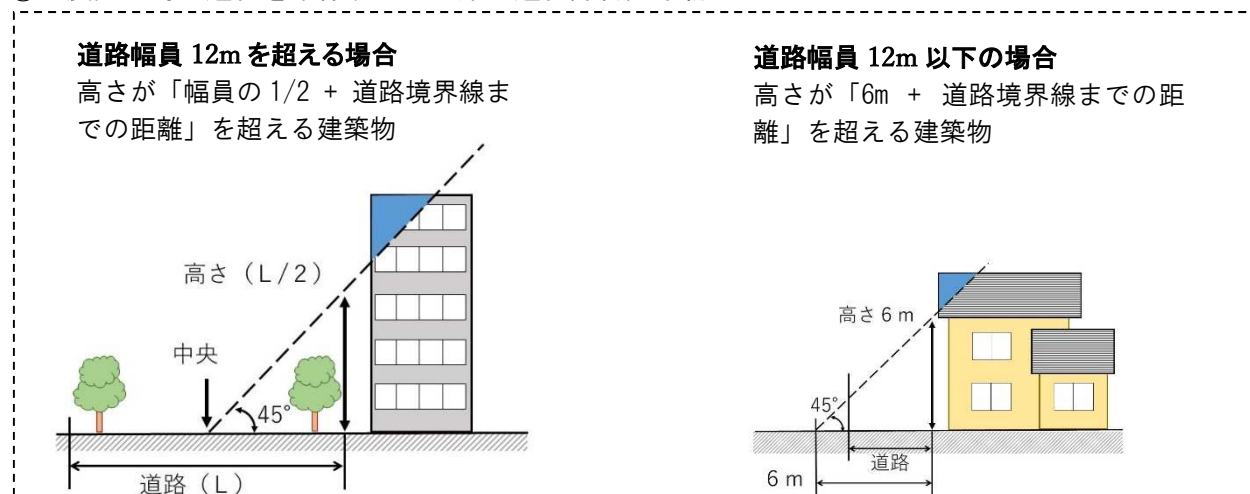 道路幅員 12m を超える場合
高さが「幅員の 1/2 + 道路境界線ま
での距離」を超える建築物
高さ（L/2）
中央
45°
道路（L）
道路幅員 12m 以下の場合
高さが「6m + 道路境界線までの距
離」を超える建築物
高さ 6 m
45°
道路
6 m